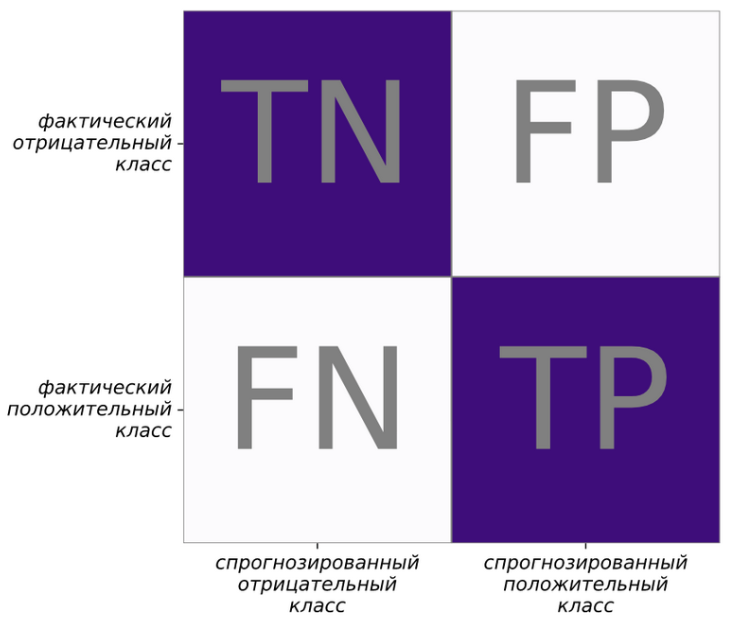 TN
FP
фактический
отрицательный
класс
FN
TP
фактический
положительный
класс
спрогнозированный
отрицательный
класс
спрогнозированный
положительный
класс